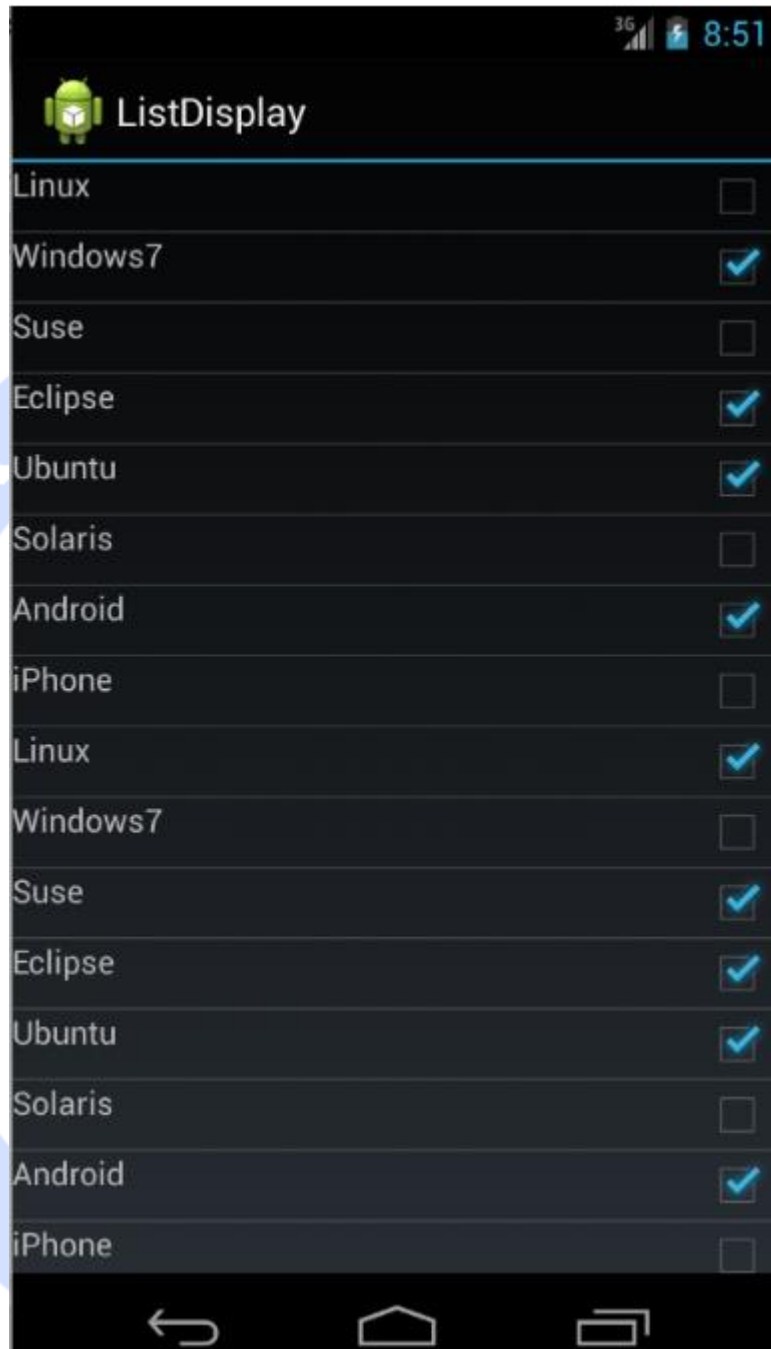 3G 8:51
ListDisplay
Linux
Windows7
Suse
Eclipse
Ubuntu
Solaris
Android
iPhone
Linux
Windows7
Suse
Eclipse
Ubuntu
Solaris
Android
iPhone